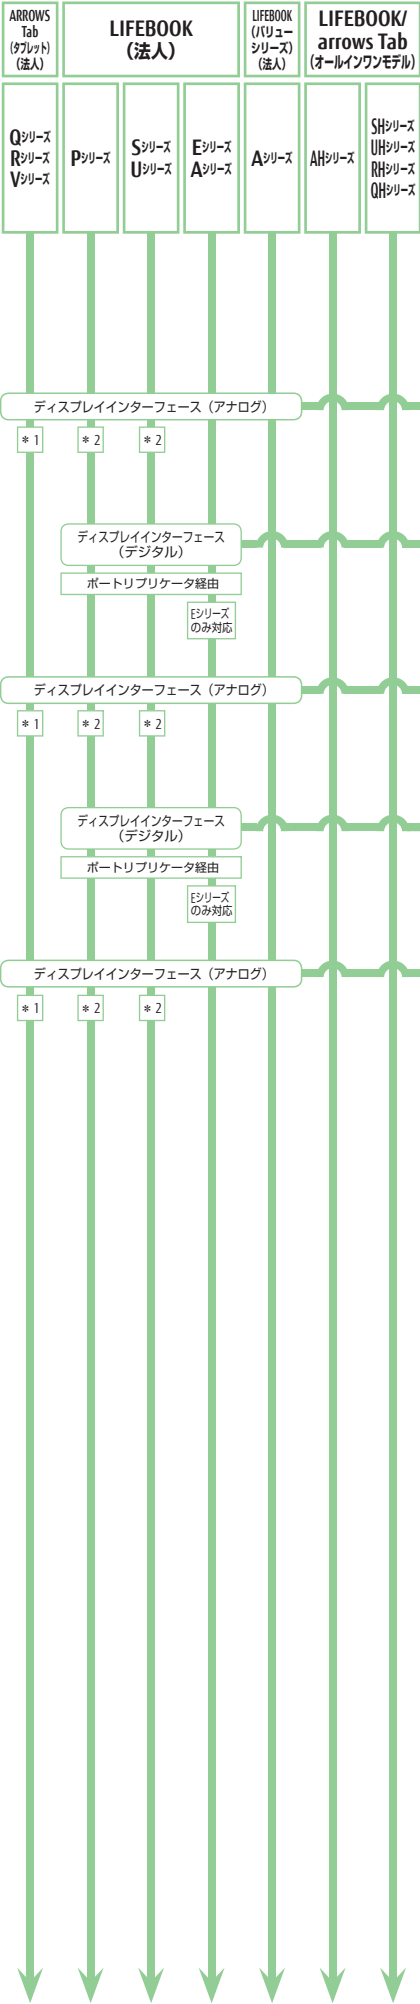 ARROWS
Tab
(タブレット)
(法人)
LIFEBOOK
(法人)
LIFEBOOK
(バリュー
シリーズ)
(法人)
LIFEBOOK/
arrows Tab
(オールインワンモデル)
Qシリーズ
Rシリーズ
Vシリーズ
Pシリーズ
Sシリーズ
Uシリーズ
Eシリーズ
Aシリーズ
Aシリーズ
AHシリーズ
SHシリーズ
UHシリーズ
RHシリーズ
QHシリーズ
ディスプレイインターフェース（アナログ）
＊1
＊2
＊2
ディスプレイインターフェース
（デジタル）
ポートリプリケータ経由
Eシリーズ
のみ対応
ディスプレイインターフェース（アナログ）
＊1
＊2
＊2
ディスプレイインターフェース
（デジタル）
ポートリプリケータ経由
Eシリーズ
のみ対応
ディスプレイインターフェース（アナログ）
＊1
＊2
＊2